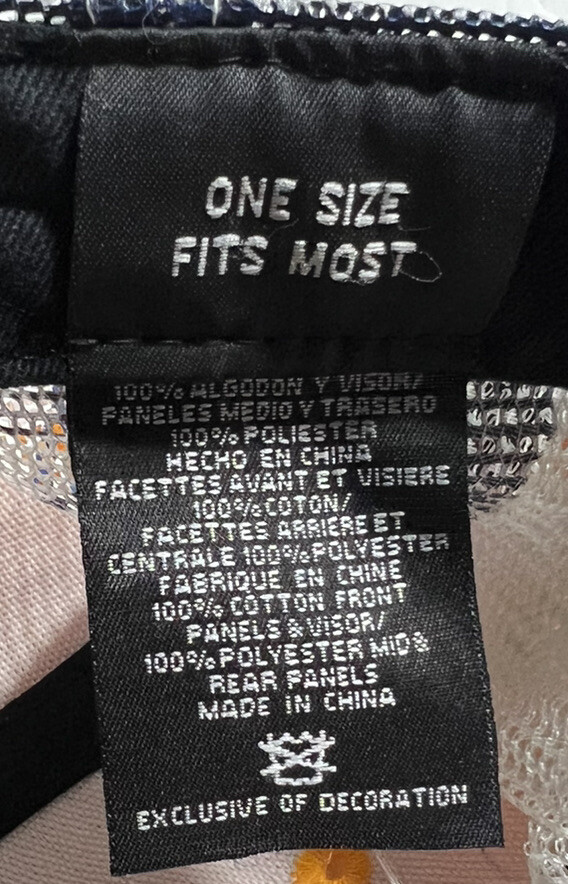 ONE SIZE
FITS MOST
100% ALGODON Y VISOR/
PANELES MEDIO Y TRASERO
100% POLIESTER
HECHO EN CHINA
FACETTES AVANT ET VISIERE
100% COTON/
FACETTES ARRIERE ET
CENTRALE 100% POLYESTER
FABRIQUE EN CHINE
100% COTTON FRONT
PANELS & VISOR/
100% POLYESTER MID &
REAR PANELS
MADE IN CHINA
EXCLUSIVE OF DECORATION